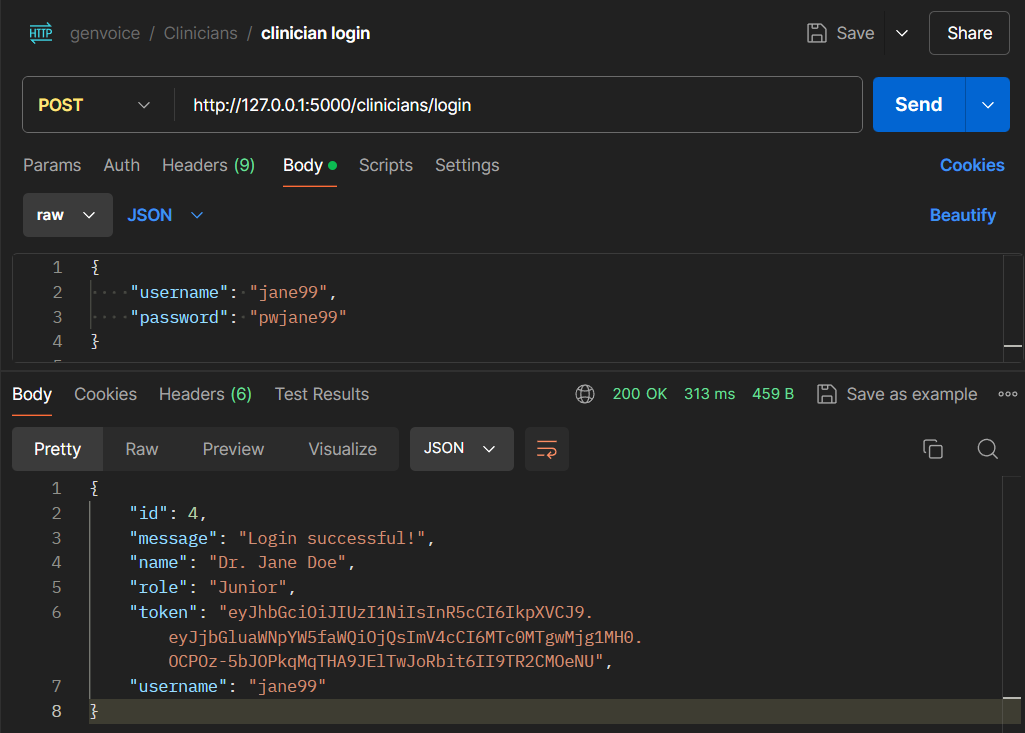 HTTP genvoice / Clinicians / clinician login Save Share
POST http://127.0.0.1:5000/clinicians/login Send
Params Auth Headers (9) Body Scripts Settings Cookies
raw JSON Beautify
1 {
2 "username": "jane99",
3 "password": "pwjane99"
4 }
Body Cookies Headers (6) Test Results 200 OK 313 ms 459 B Save as example
Pretty Raw Preview Visualize JSON
1 {
2 "id": 4,
3 "message": "Login successful!",
4 "name": "Dr. Jane Doe",
5 "role": "Junior",
6 "token": "eyJhbGciOiJIUzI1NiIsInR5cCI6IkpXVCJ9.
eyJjbGluaWNpYW5faWQiOjQsImV4cCI6MTc0MTgwMjg1MH0.
OCPOz-5bJOPkqMqTHA9JElTwJoRbit6II9TR2CMOeNU",
7 "username": "jane99"
8 }